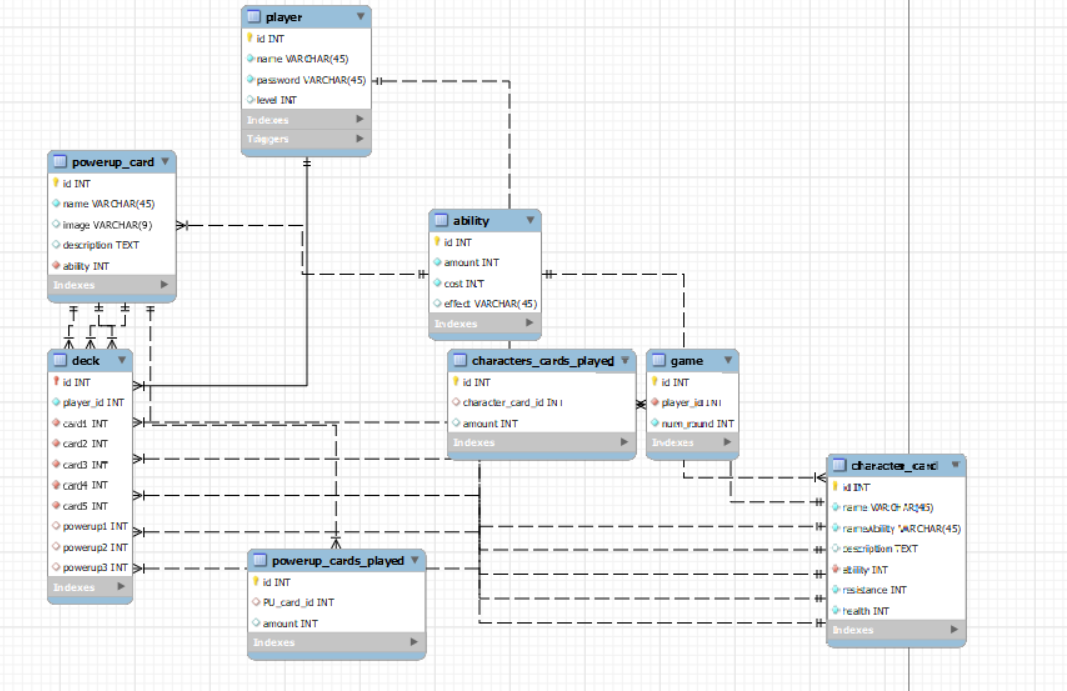 player
id INT
name VARCHAR(45)
password VARCHAR(45)
level INT
Indexes
Triggers
powerup_card
id INT
name VARCHAR(45)
image VARCHAR(9)
description TEXT
ability INT
Indexes
ability
id INT
amount INT
cost INT
effect VARCHAR(45)
Indexes
deck
id INT
player_id INT
card1 INT
card2 INT
card3 INT
card4 INT
card5 INT
powerup1 INT
powerup2 INT
powerup3 INT
Indexes
characters_cards_played
id INT
character_card_id INT
amount INT
Indexes
game
id INT
player_id INT
num_round INT
Indexes
character_card
id INT
name VARCHAR(45)
nameAbility VARCHAR(45)
description TEXT
ability INT
resistance INT
health INT
Indexes
powerup_cards_played
id INT
PU_card_id INT
amount INT
Indexes